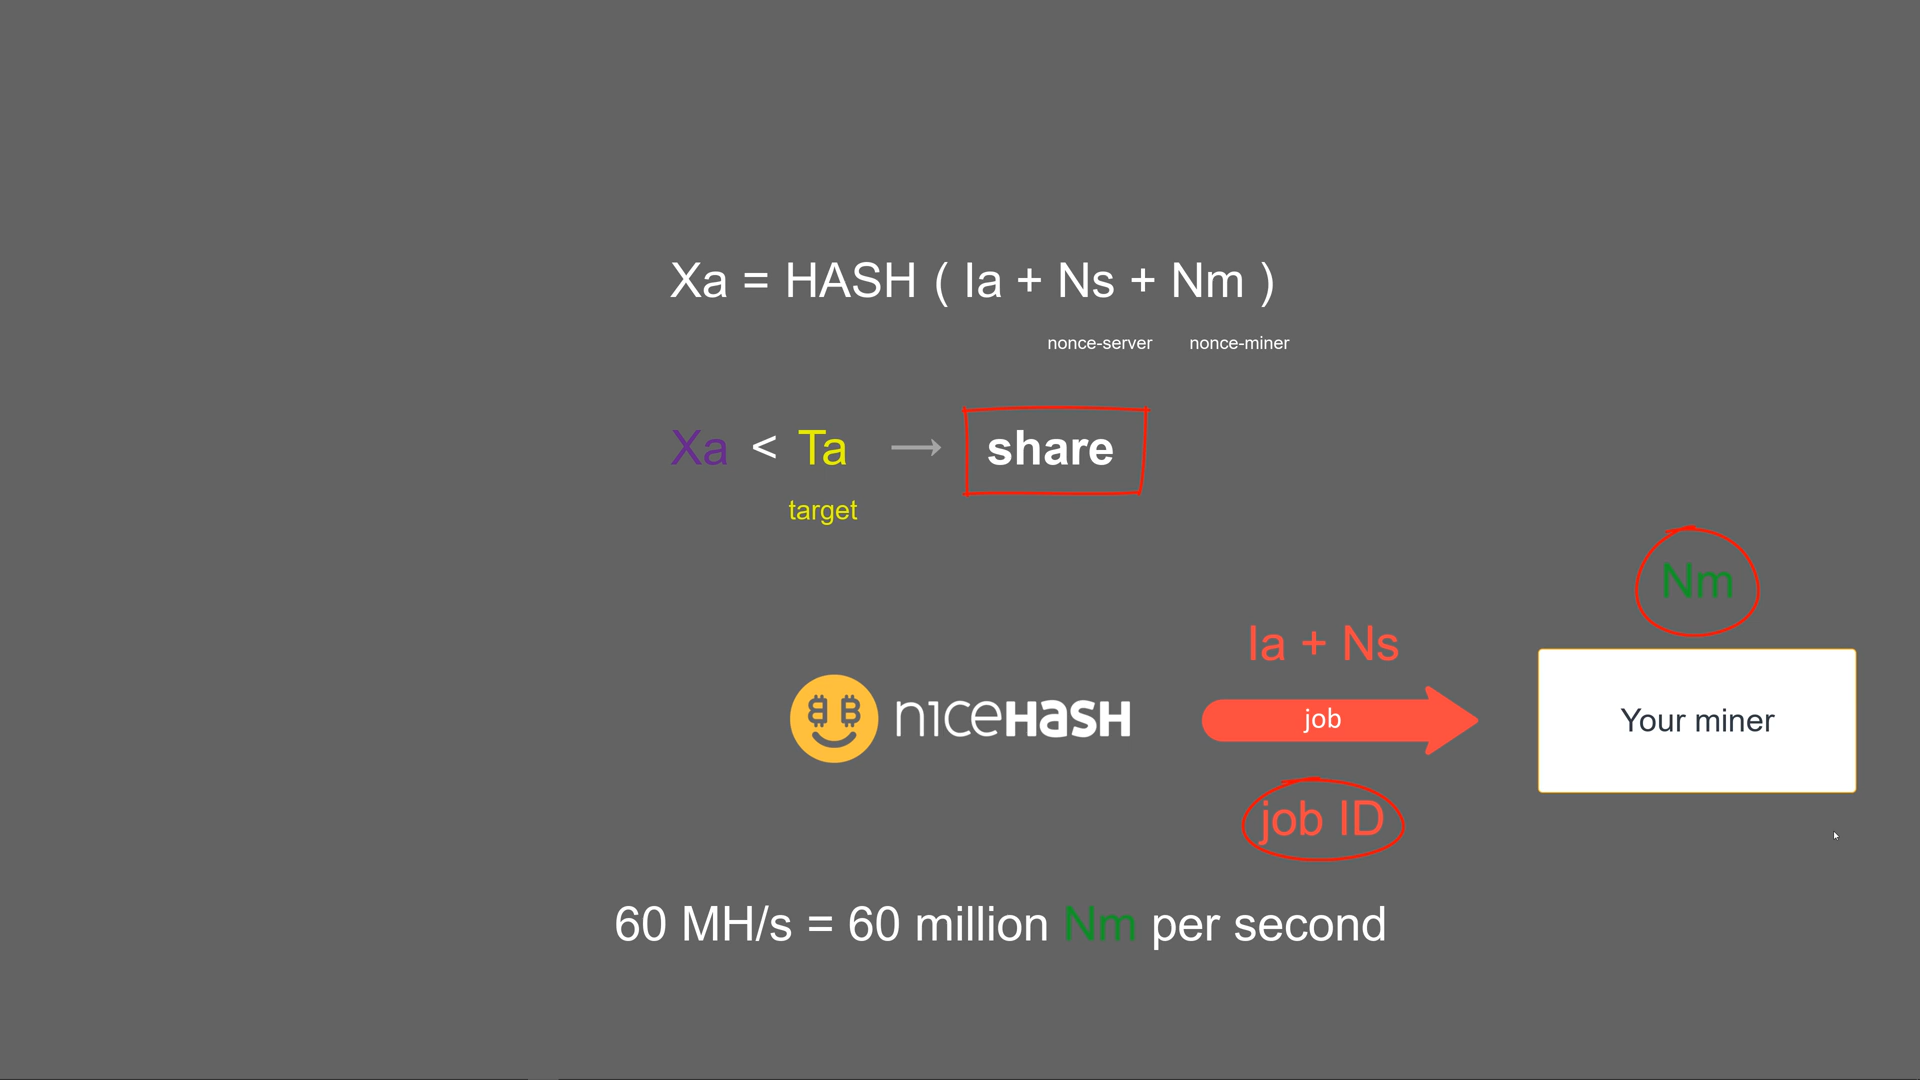 Xa = HASH ( Ia + Ns + Nm )
nonce-server nonce-miner
Xa < Ta → share
target
Nm
Ia + Ns
nıceHaSH
job
Your miner
job ID
60 MH/s = 60 million Nm per second